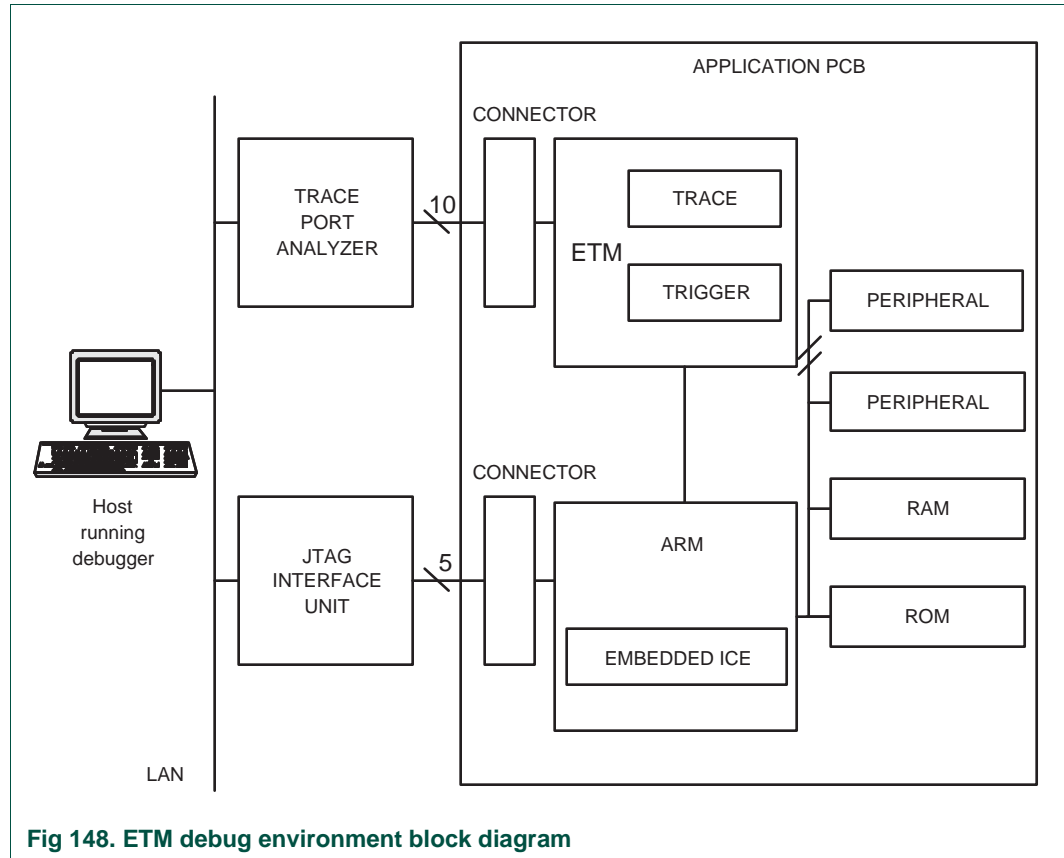 APPLICATION PCB
CONNECTOR
TRACE
PORT
ANALYZER
10
ETM
TRACE
TRIGGER
PERIPHERAL
PERIPHERAL
RAM
ROM
Host
running
debugger
CONNECTOR
JTAG
INTERFACE
UNIT
5
ARM
EMBEDDED ICE
LAN
Fig 148. ETM debug environment block diagram